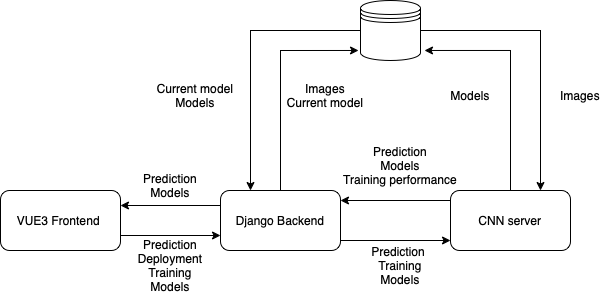 Current model
Models
Images
Current model
Models
Images
Prediction
Models
Training performance
Prediction
Models
VUE3 Frontend
Django Backend
CNN server
Prediction
Deployment
Training
Models
Prediction
Training
Models